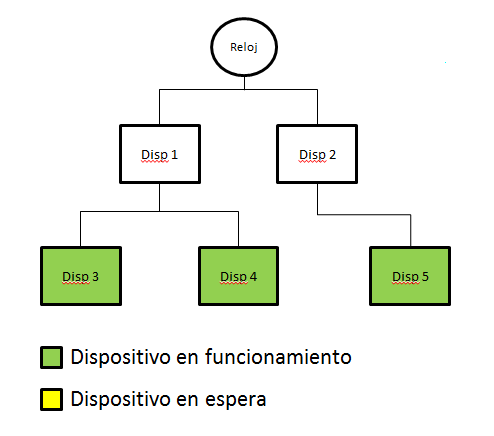 Reloj
Disp 1
Disp 2
Disp 3
Disp 4
Disp 5
Dispositivo en funcionamiento
Dispositivo en espera